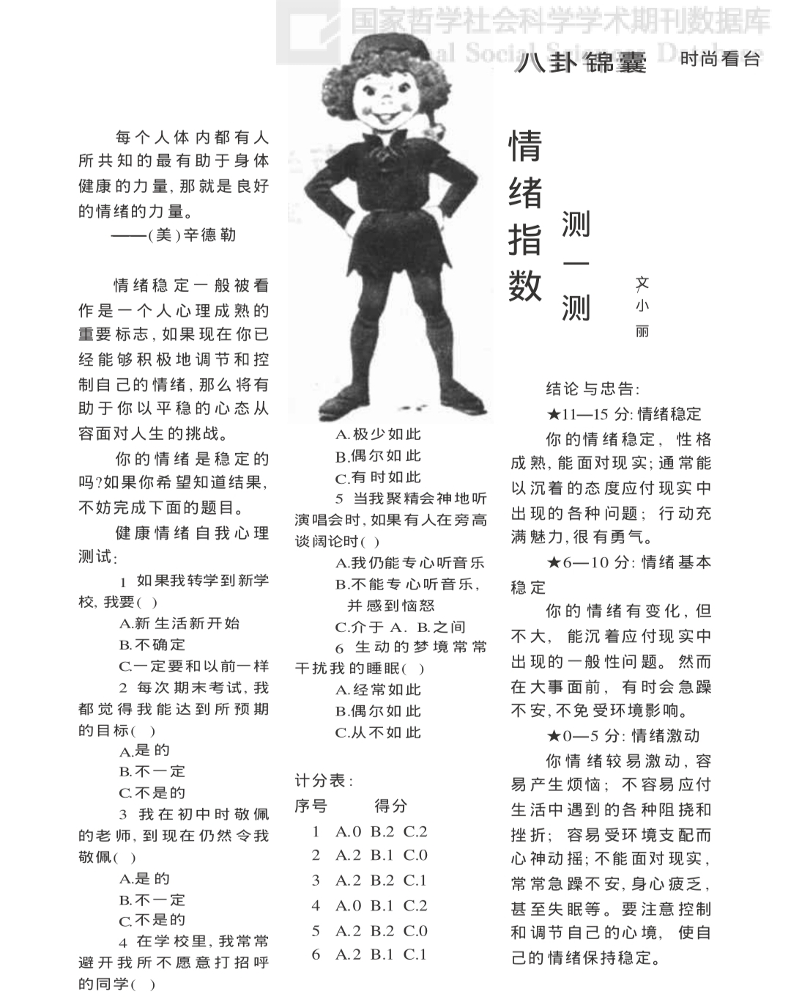 国家哲学社会科学学术期刊数据库
al Social Sciences Database
八卦锦囊 时尚看台
情绪指数
测一测
文/小丽
每个人体内都有人
所共知的最有助于身体
健康的力量,那就是良好
的情绪的力量。
——(美)辛德勒
情绪稳定一般被看
作是一个人心理成熟的
重要标志,如果现在你已
经能够积极地调节和控
制自己的情绪,那么将有
助于你以平稳的心态从
容面对人生的挑战。
你的情绪是稳定的
吗?如果你希望知道结果,
不妨完成下面的题目。
健康情绪自我心理
测试:
1 如果我转学到新学
校,我要( )
A.新生活新开始
B.不确定
C.一定要和以前一样
2 每次期末考试,我
都觉得我能达到所预期
的目标( )
A.是的
B.不一定
C.不是的
3 我在初中时敬佩
的老师,到现在仍然令我
敬佩( )
A.是的
B.不一定
C.不是的
4 在学校里,我常常
避开我所不愿意打招呼
的同学( )
A.极少如此
B.偶尔如此
C.有时如此
5 当我聚精会神地听
演唱会时,如果有人在旁高
谈阔论时( )
A.我仍能专心听音乐
B.不能专心听音乐,
并感到恼怒
C.介于 A. B.之间
6 生动的梦境常常
干扰我的睡眠( )
A.经常如此
B.偶尔如此
C.从不如此
计分表:
序号 得分
1 A.0 B.2 C.2
2 A.2 B.1 C.0
3 A.2 B.2 C.1
4 A.0 B.1 C.2
5 A.2 B.2 C.0
6 A.2 B.1 C.1
结论与忠告:
★11—15 分:情绪稳定
你的情绪稳定, 性格
成熟,能面对现实;通常能
以沉着的态度应付现实中
出现的各种问题; 行动充
满魅力,很有勇气。
★6—10 分:情绪基本
稳定
你的情绪有变化,但
不大, 能沉着应付现实中
出现的一般性问题。然而
在大事面前, 有时会急躁
不安,不免受环境影响。
★0—5 分:情绪激动
你情绪较易激动,容
易产生烦恼; 不容易应付
生活中遇到的各种阻挠和
挫折; 容易受环境支配而
心神动摇;不能面对现实,
常常急躁不安,身心疲乏,
甚至失眠等。要注意控制
和调节自己的心境, 使自
己的情绪保持稳定。